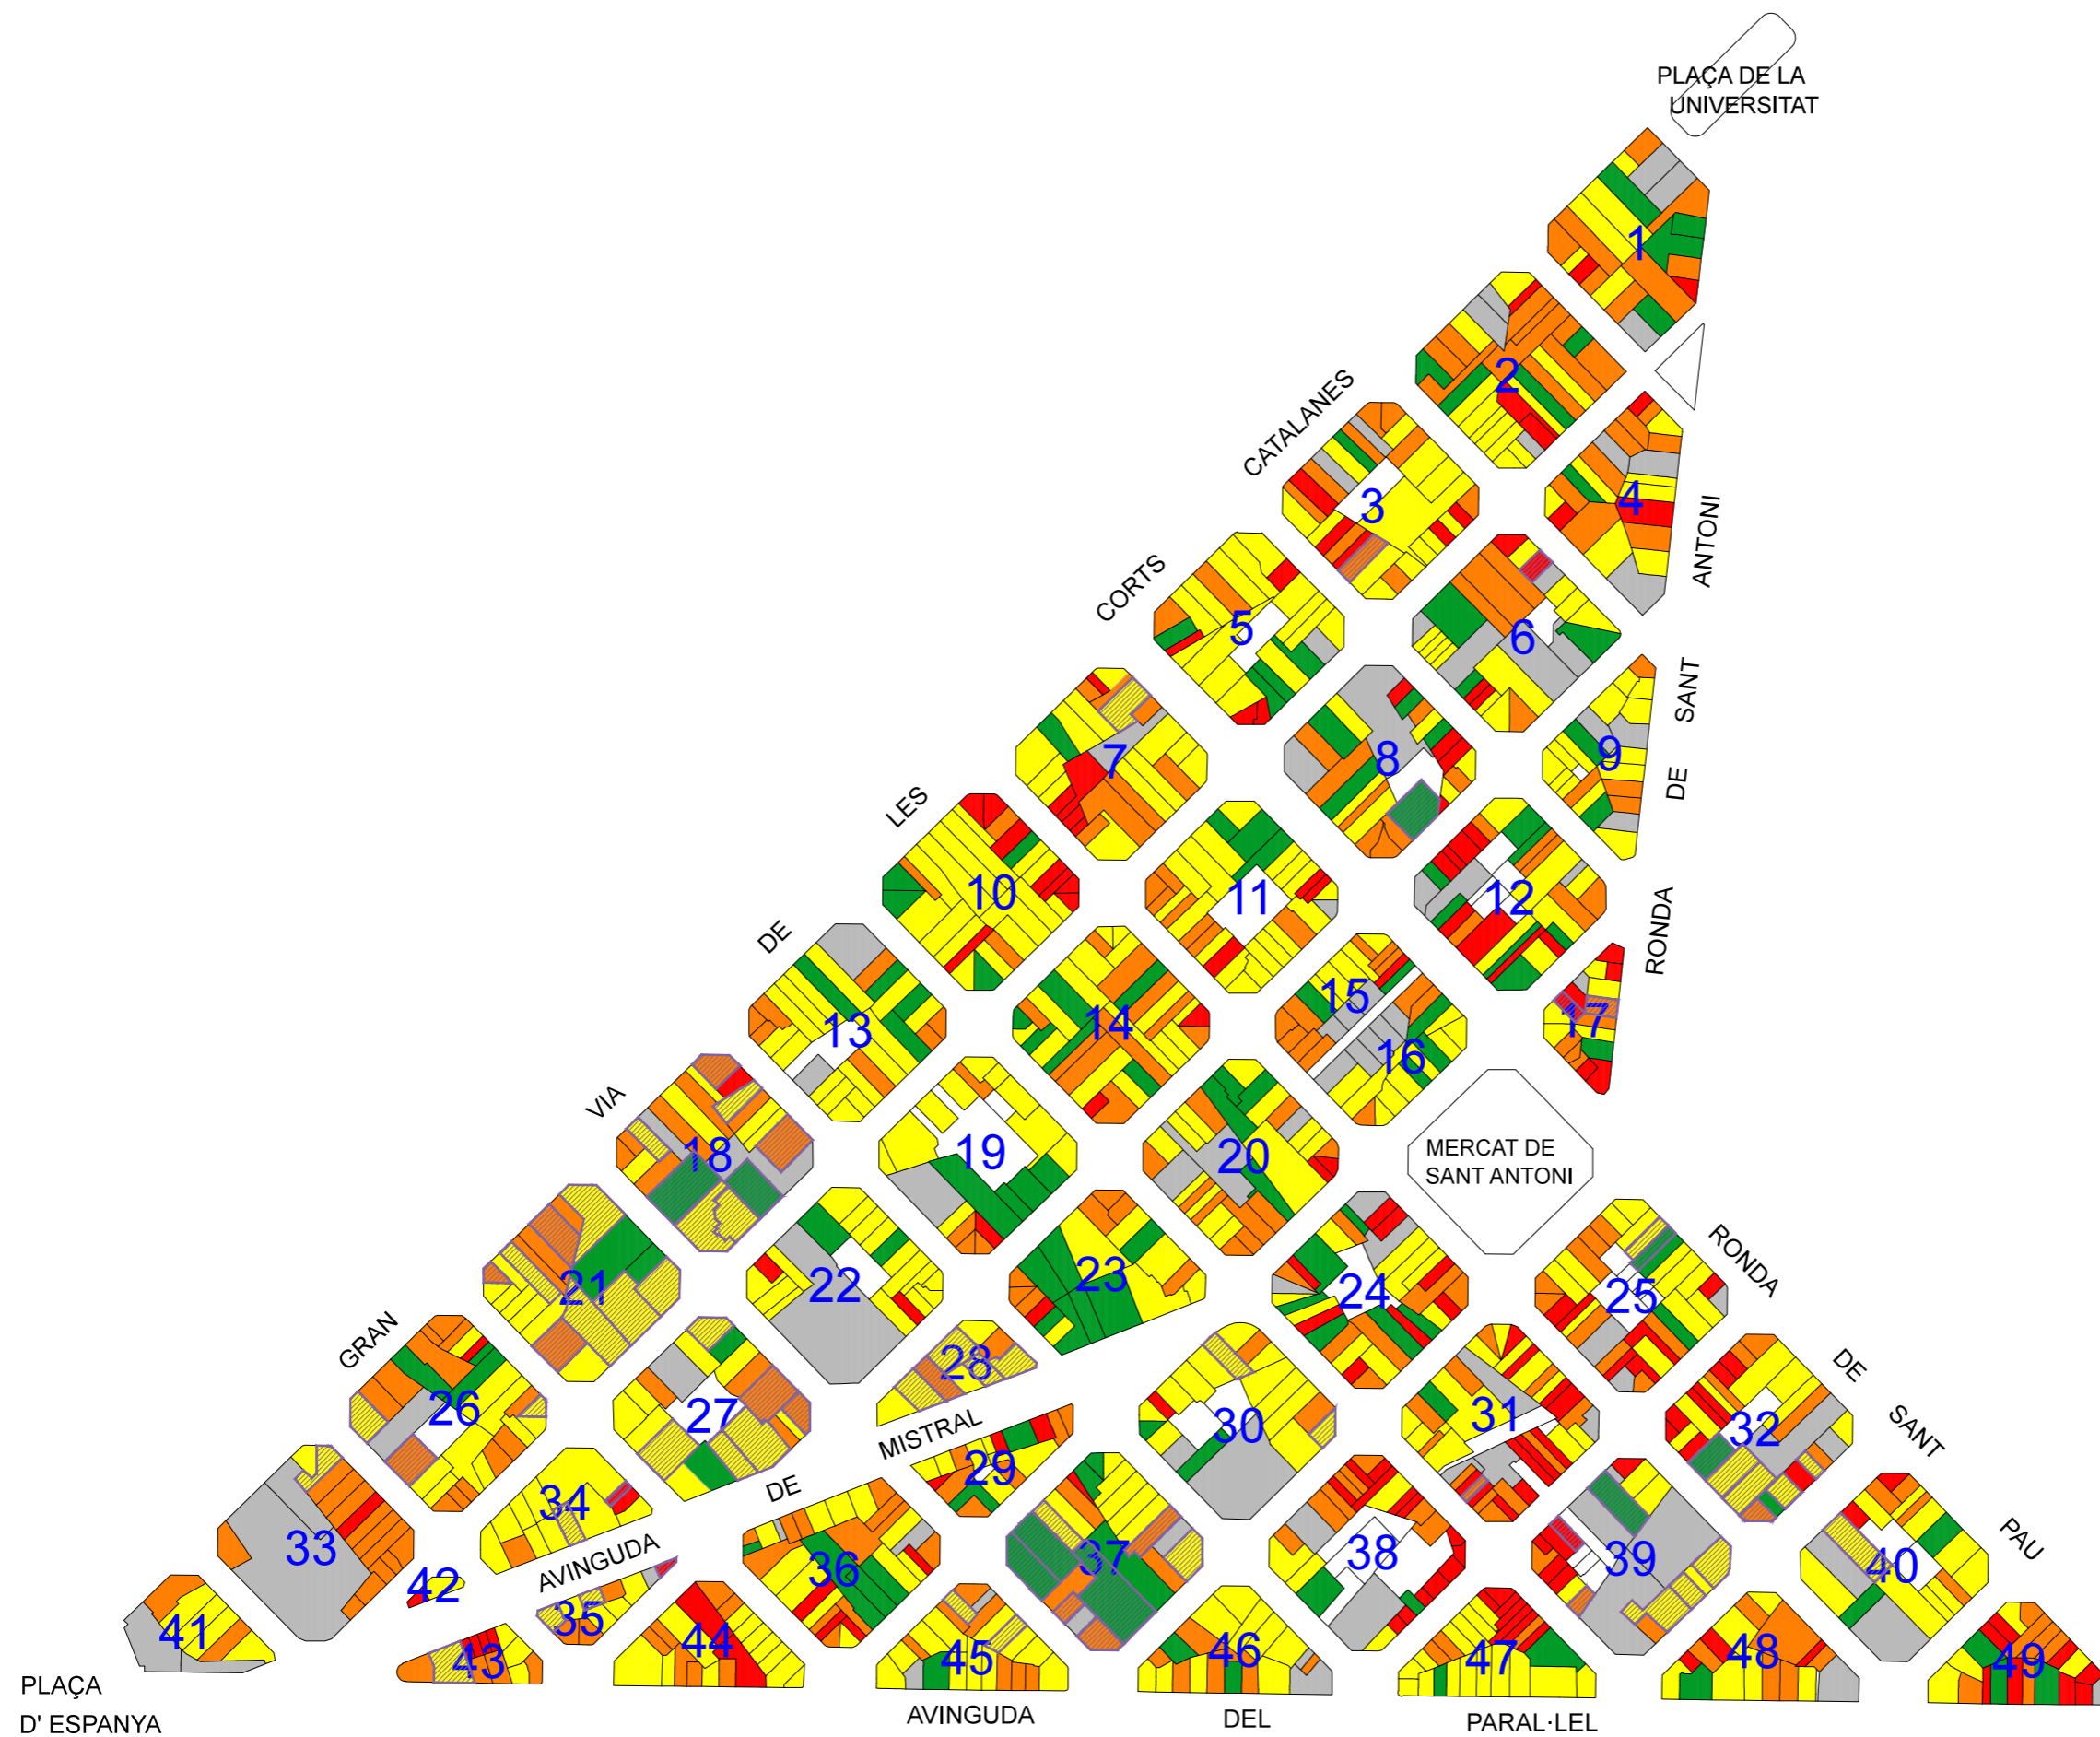 PLAÇA DE LA
UNIVERSITAT
1
2
CATALANES
3
4
ANTONI
CORTS
5
6
SANT
7
8
9
DE
LES
10
11
12
RONDA
DE
13
14
15
16
17
VIA
18
19
20
MERCAT DE
SANT ANTONI
21
22
23
24
25
RONDA
GRAN
26
27
28
MISTRAL
29
30
31
32
DE
SANT
33
34
DE
AVINGUDA
35
36
37
38
39
40
PAU
41
42
43
44
45
46
47
48
49
PLAÇA
D' ESPANYA
AVINGUDA
DEL
PARAL·LEL